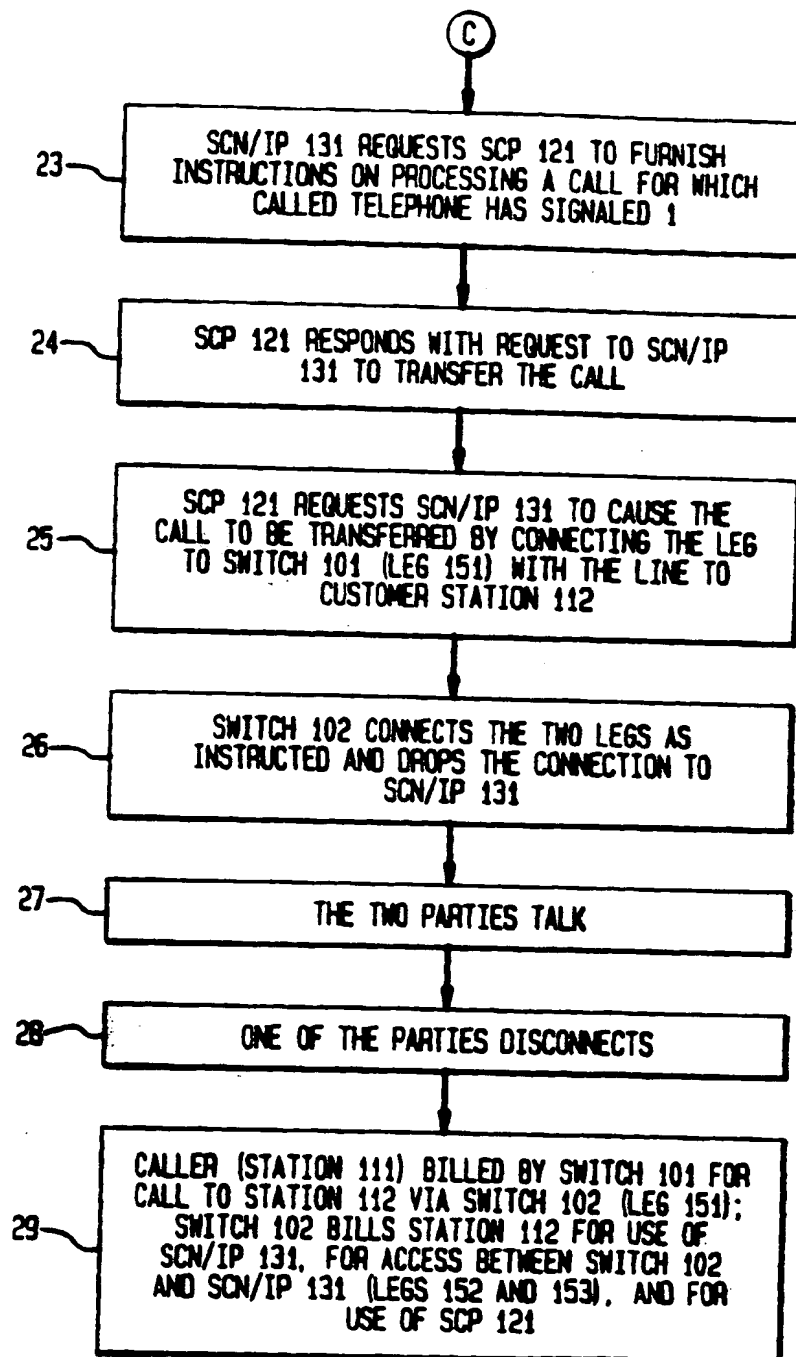 C
23
SCN/IP 131 REQUESTS SCP 121 TO FURNISH
INSTRUCTIONS ON PROCESSING A CALL FOR WHICH
CALLED TELEPHONE HAS SIGNALED 1
24
SCP 121 RESPONDS WITH REQUEST TO SCN/IP
131 TO TRANSFER THE CALL
25
SCP 121 REQUESTS SCN/IP 131 TO CAUSE THE
CALL TO BE TRANSFERRED BY CONNECTING THE LEG
TO SWITCH 101 (LEG 151) WITH THE LINE TO
CUSTOMER STATION 112
26
SWITCH 102 CONNECTS THE TWO LEGS AS
INSTRUCTED AND DROPS THE CONNECTION TO
SCN/IP 131
27
THE TWO PARTIES TALK
28
ONE OF THE PARTIES DISCONNECTS
29
CALLER (STATION 111) BILLED BY SWITCH 101 FOR
CALL TO STATION 112 VIA SWITCH 102 (LEG 151);
SWITCH 102 BILLS STATION 112 FOR USE OF
SCN/IP 131, FOR ACCESS BETWEEN SWITCH 102
AND SCN/IP 131 (LEGS 152 AND 153), AND FOR
USE OF SCP 121